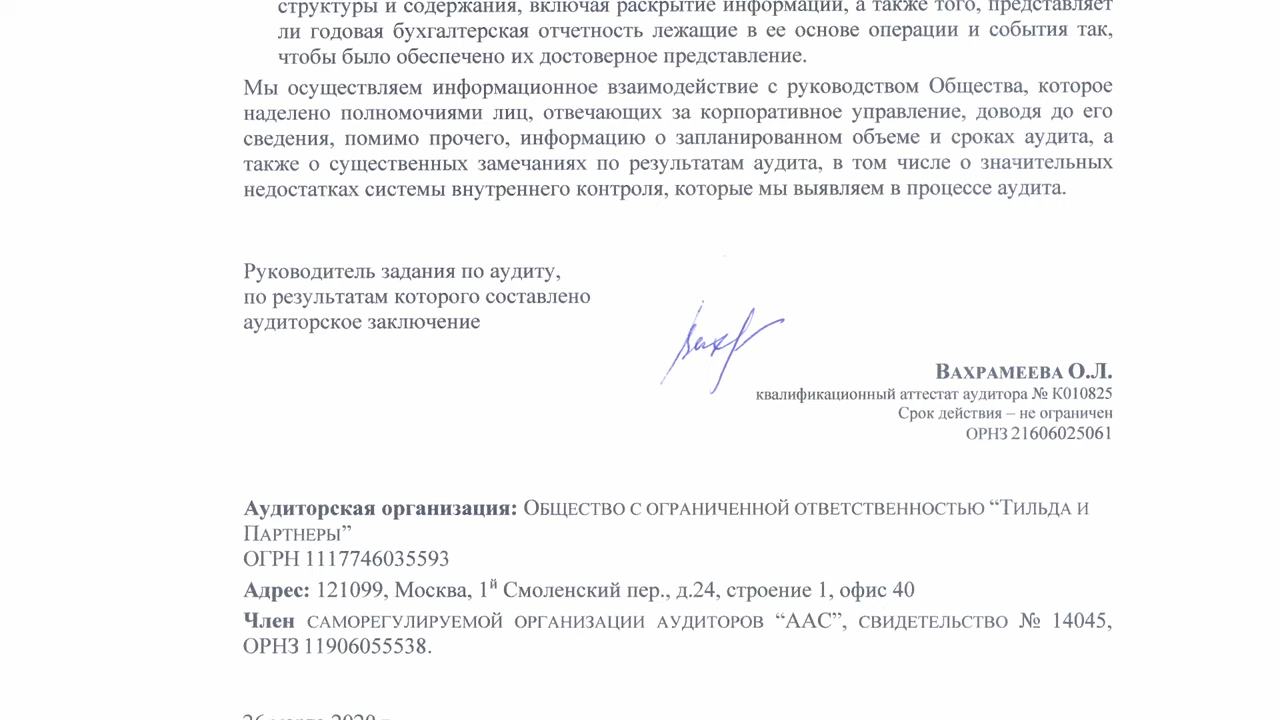 структуры и содержания, включая раскрытие информации, а также того, представляет
ли годовая бухгалтерская отчетность лежащие в ее основе операции и события так,
чтобы было обеспечено их достоверное представление.
Мы осуществляем информационное взаимодействие с руководством Общества, которое
наделено полномочиями лиц, отвечающих за корпоративное управление, доводя до его
сведения, помимо прочего, информацию о запланированном объеме и сроках аудита, а
также о существенных замечаниях по результатам аудита, в том числе о значительных
недостатках системы внутреннего контроля, которые мы выявляем в процессе аудита.
Руководитель задания по аудиту,
по результатам которого составлено
аудиторское заключение
ВАХРАМЕЕВА О.Л.
квалификационный аттестат аудитора № К010825
Срок действия – не ограничен
ОРНЗ 21606025061
Аудиторская организация: ОБЩЕСТВО С ОГРАНИЧЕННОЙ ОТВЕТСТВЕННОСТЬЮ “ТИЛЬДА И
ПАРТНЕРЫ”
ОГРН 1117746035593
Адрес: 121099, Москва, 1й Смоленский пер., д.24, строение 1, офис 40
Член САМОРЕГУЛИРУЕМОЙ ОРГАНИЗАЦИИ АУДИТОРОВ “ААС”, СВИДЕТЕЛЬСТВО № 14045,
ОРНЗ 11906055538.
26 марта 2020 г.